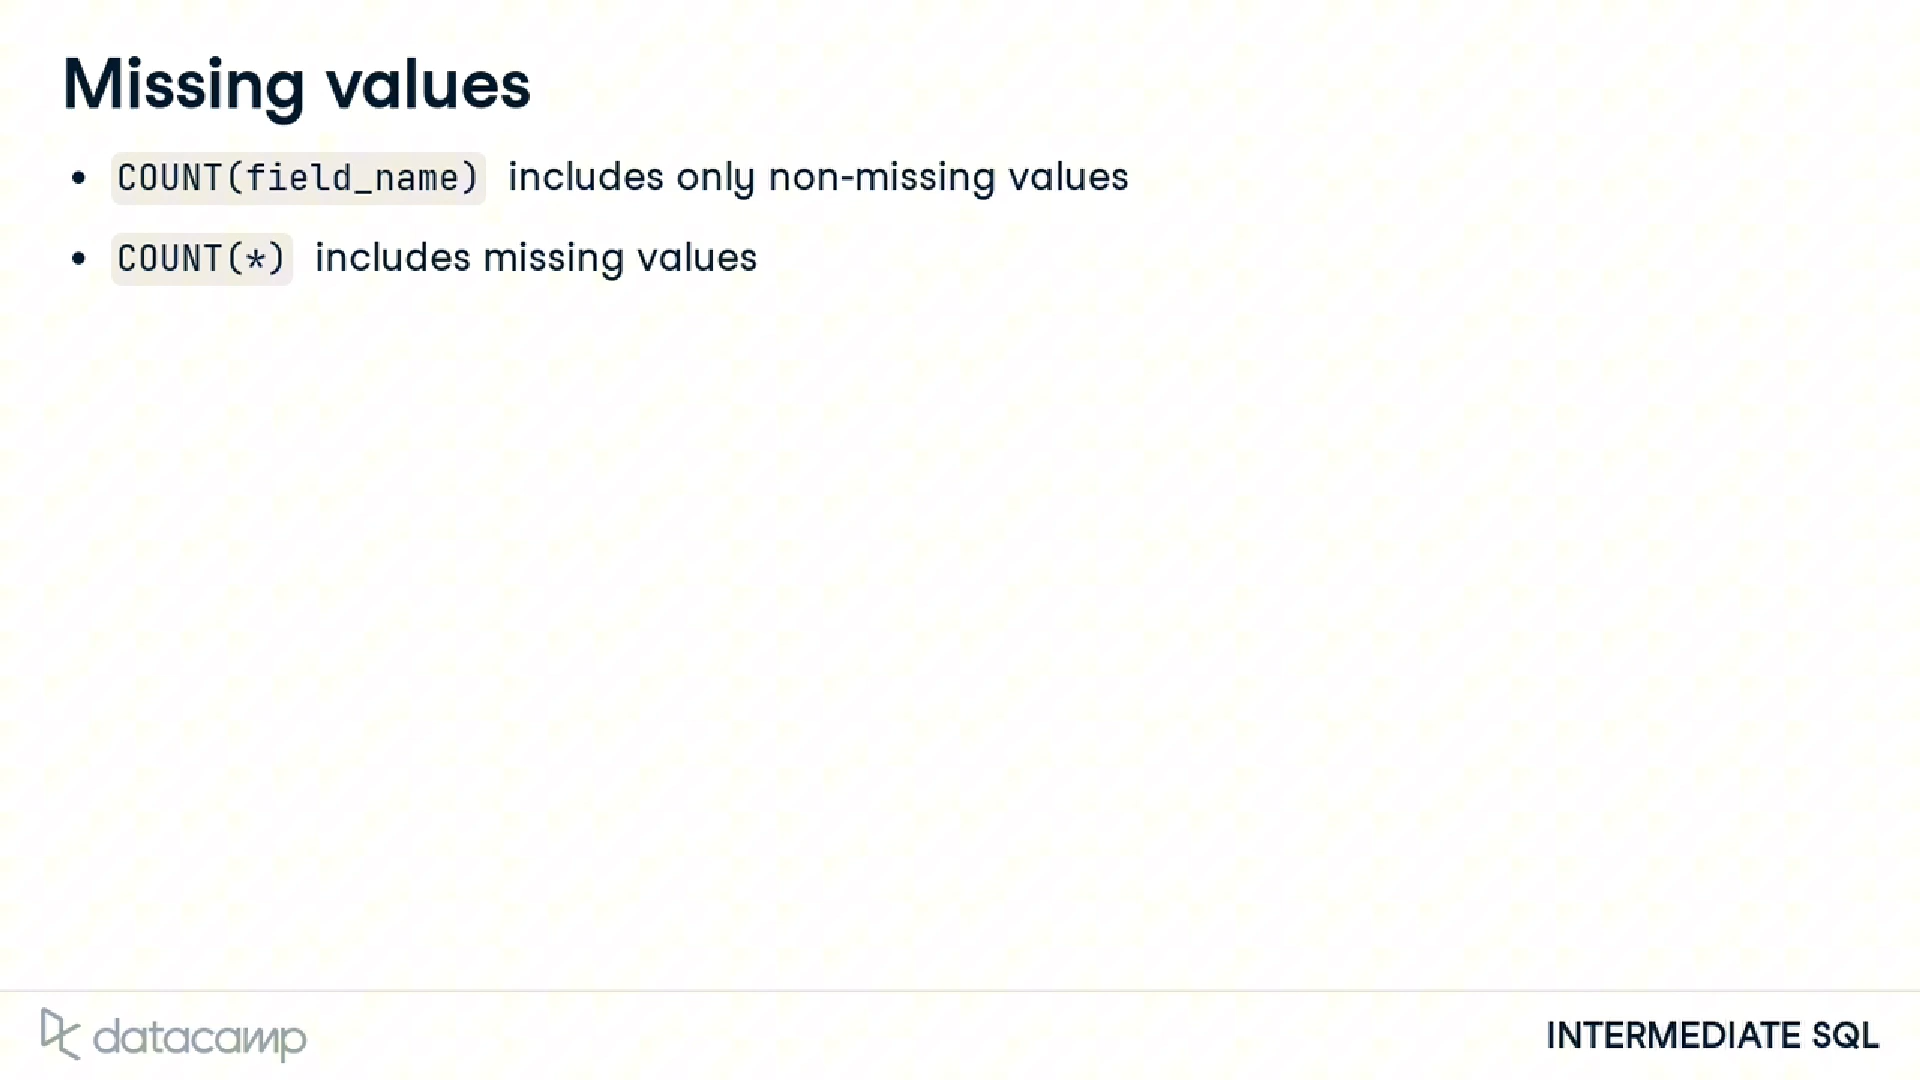 Missing values
• COUNT(field_name) includes only non-missing values
• COUNT(*) includes missing values
datacamp
INTERMEDIATE SQL